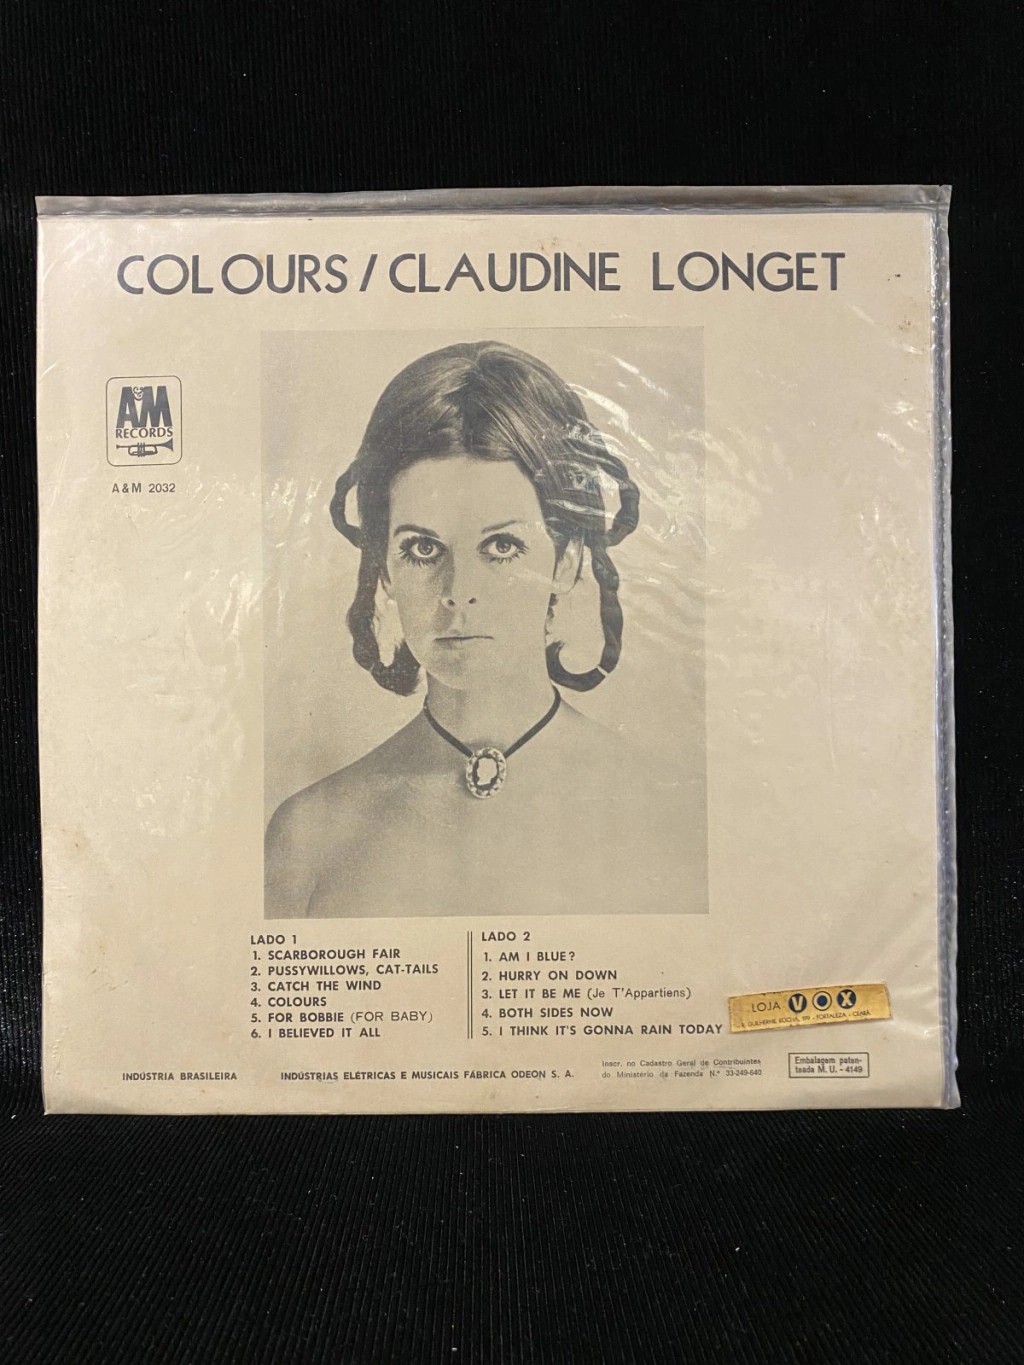 COLOURS / CLAUDINE LONGET
A&M
RECORDS
A & M 2032
LADO 1
1. SCARBOROUGH FAIR
2. PUSSYWILLOWS, CAT-TAILS
3. CATCH THE WIND
4. COLOURS
5. FOR BOBBIE (FOR BABY)
6. I BELIEVED IT ALL
LADO 2
1. AM I BLUE?
2. HURRY ON DOWN
3. LET IT BE ME (Je T'Appartiens)
4. BOTH SIDES NOW
5. I THINK IT'S GONNA RAIN TODAY
LOJA VOX
GUILHERME ROCHA, - FORTALEZA - CEARÁ
INDÚSTRIA BRASILEIRA
INDÚSTRIAS ELÉTRICAS E MUSICAIS FÁBRICA ODEON S. A.
Inscr. no Cadastro Geral de Contribuintes
do Ministério da Fazenda N.º 33-249-640
Embalagem paten-
teada M. U. - 4149